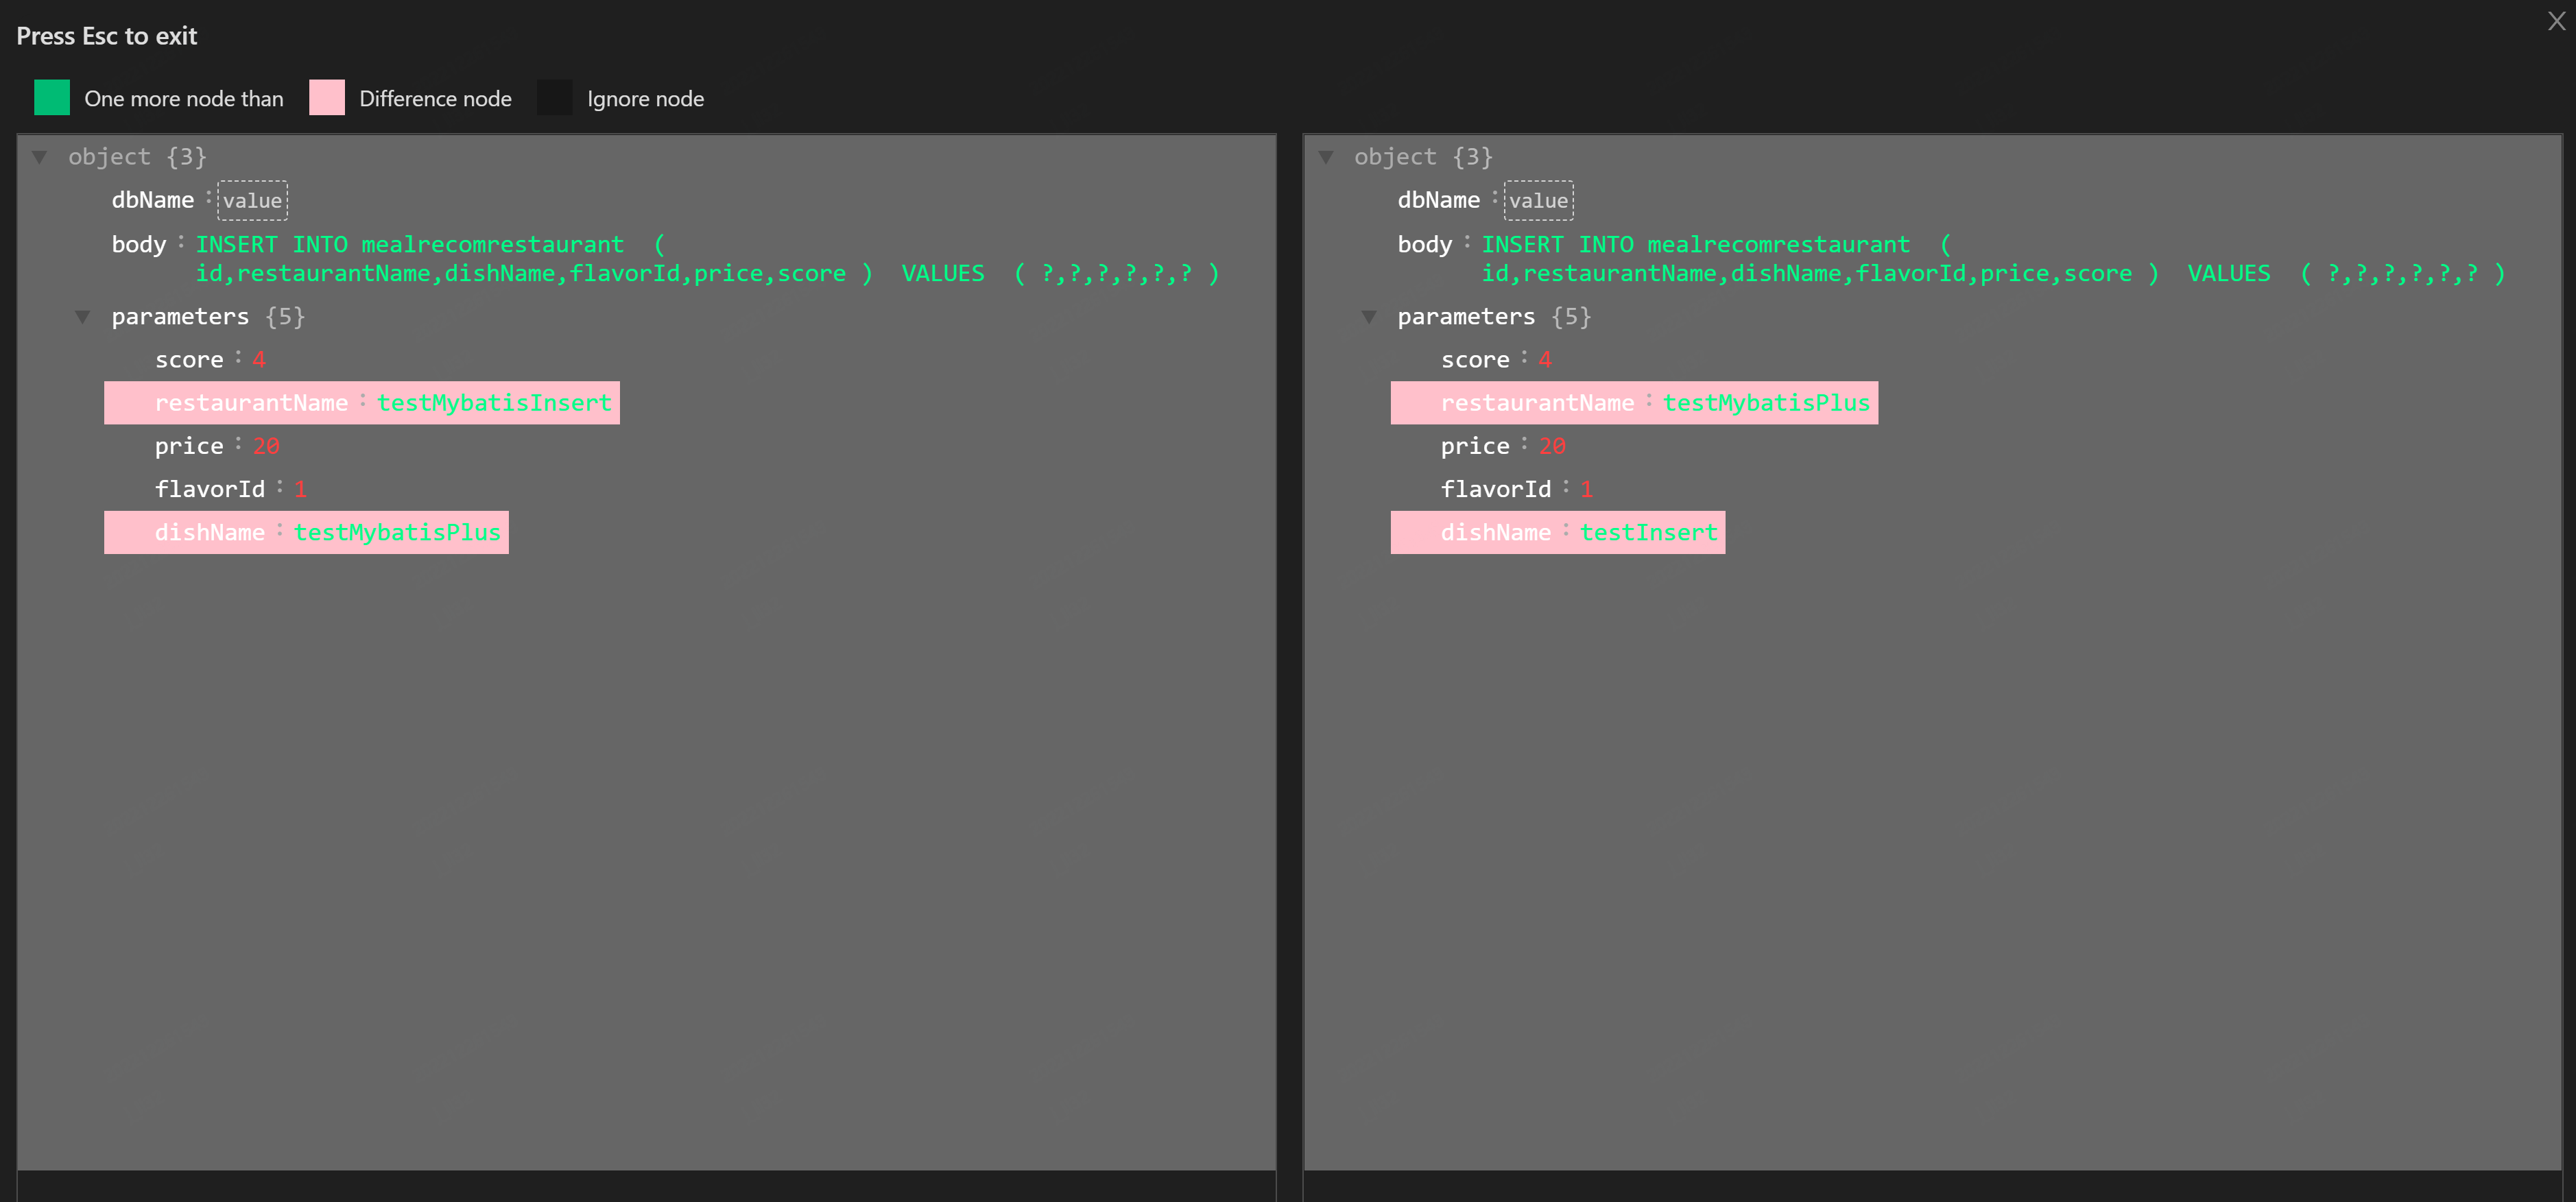 Press Esc to exit
X
One more node than
Difference node
Ignore node
object {3}
dbName : value
body : INSERT INTO mealrecomrestaurant  (
id,restaurantName,dishName,flavorId,price,score )  VALUES  ( ?,?,?,?,?,? )
parameters {5}
score : 4
restaurantName : testMybatisInsert
price : 20
flavorId : 1
dishName : testMybatisPlus
object {3}
dbName : value
body : INSERT INTO mealrecomrestaurant  (
id,restaurantName,dishName,flavorId,price,score )  VALUES  ( ?,?,?,?,?,? )
parameters {5}
score : 4
restaurantName : testMybatisPlus
price : 20
flavorId : 1
dishName : testInsert